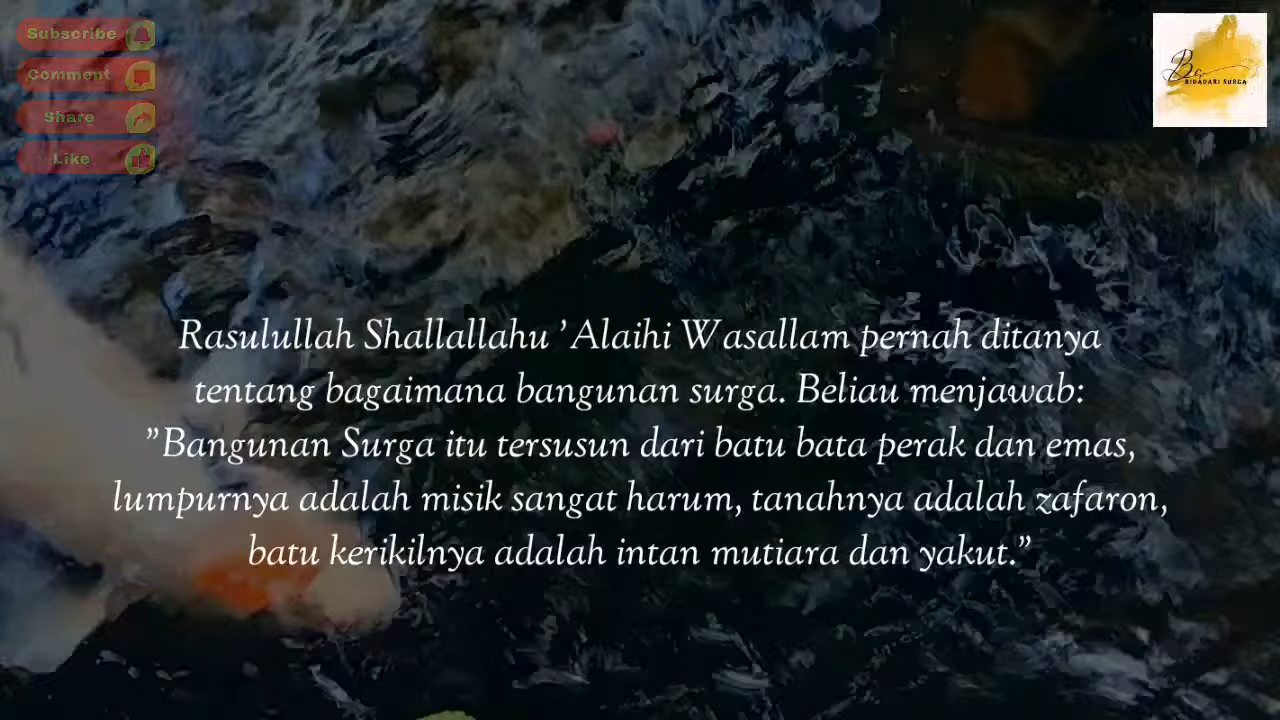 Subscribe
Comment
Share
Like
BIDADARI SURGA
Rasulullah Shallallahu 'Alaihi Wasallam pernah ditanya
tentang bagaimana bangunan surga. Beliau menjawab:
"Bangunan Surga itu tersusun dari batu bata perak dan emas,
lumpurnya adalah misik sangat harum, tanahnya adalah zafaron,
batu kerikilnya adalah intan mutiara dan yakut."